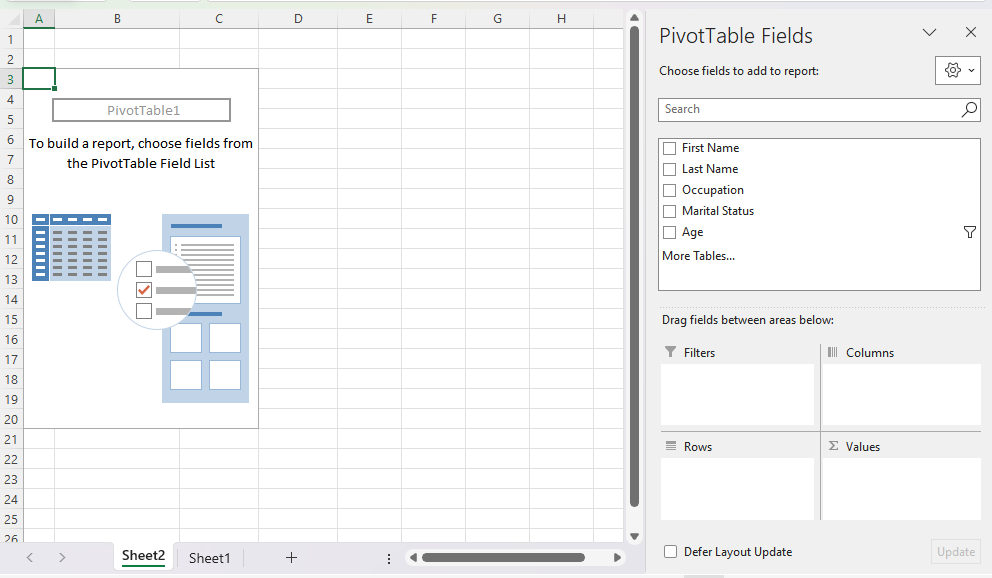 A B C D E F G H
PivotTable Fields
1
Choose fields to add to report:
2
3
4
PivotTable1
Search
5
6
To build a report, choose fields from
the PivotTable Field List
7
8
9
10
11
12
13
14
15
16
17
18
19
20
21
22
23
24
25
26
First Name
Last Name
Occupation
Marital Status
Age
More Tables...
Drag fields between areas below:
Filters
Columns
Rows
Σ Values
Sheet2 Sheet1 +
Defer Layout Update
Update